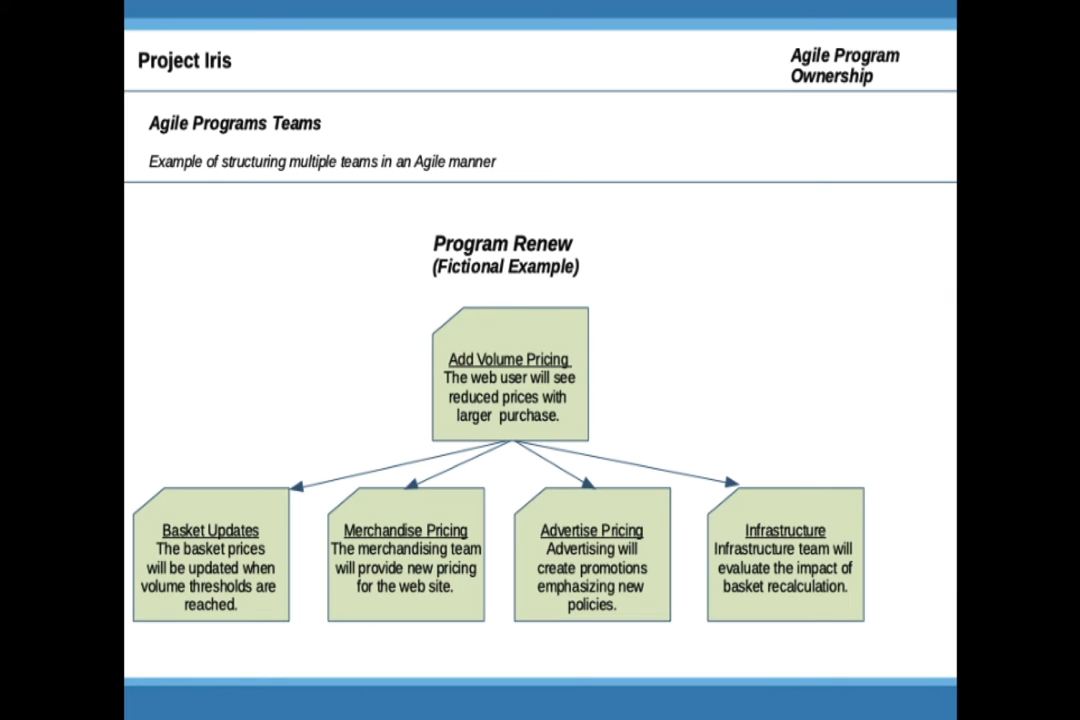 Project Iris
Agile Program
Ownership
Agile Programs Teams
Example of structuring multiple teams in an Agile manner
Program Renew
(Fictional Example)
Add Volume Pricing
The web user will see
reduced prices with
larger purchase.
Basket Updates
The basket prices
will be updated when
volume thresholds are
reached.
Merchandise Pricing
The merchandising team
will provide new pricing
for the web site.
Advertise Pricing
Advertising will
create promotions
emphasizing new
policies.
Infrastructure
Infrastructure team will
evaluate the impact of
basket recalculation.